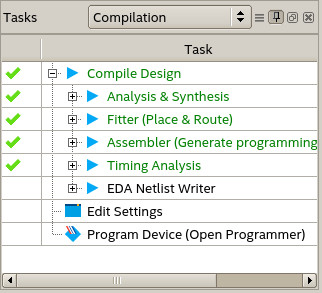 Tasks Compilation
Task
Compile Design
Analysis & Synthesis
Fitter (Place & Route)
Assembler (Generate programming
Timing Analysis
EDA Netlist Writer
Edit Settings
Program Device (Open Programmer)